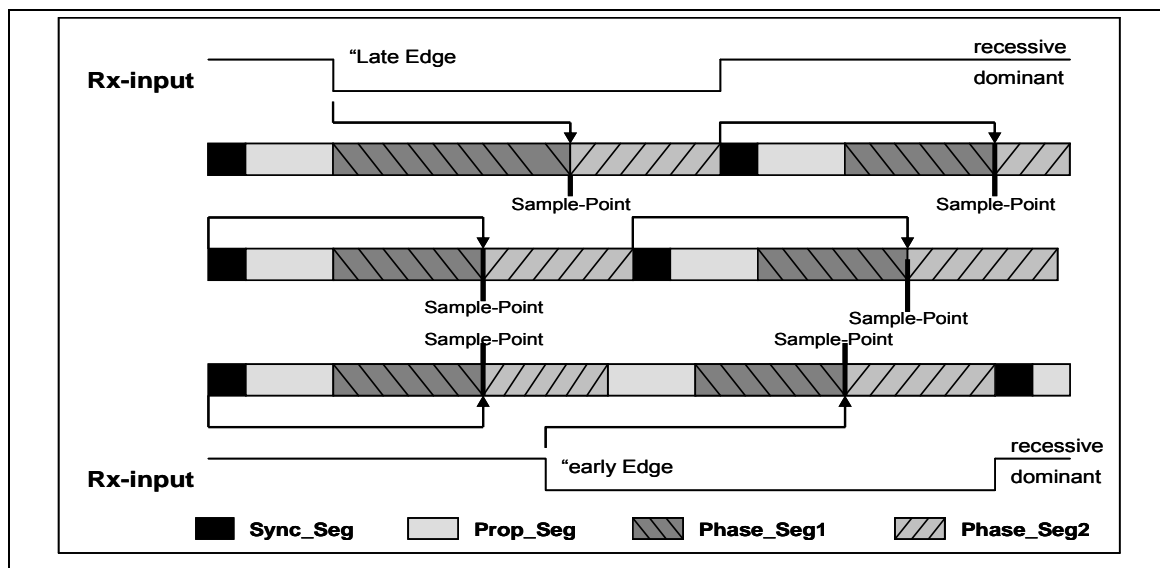 “Late Edge
recessive
Rx-input
dominant
Sample-Point
Sample-Point
Sample-Point
Sample-Point
Sample-Point
Sample-Point
“early Edge
recessive
Rx-input
dominant
Sync_Seg
Prop_Seg
Phase_Seg1
Phase_Seg2